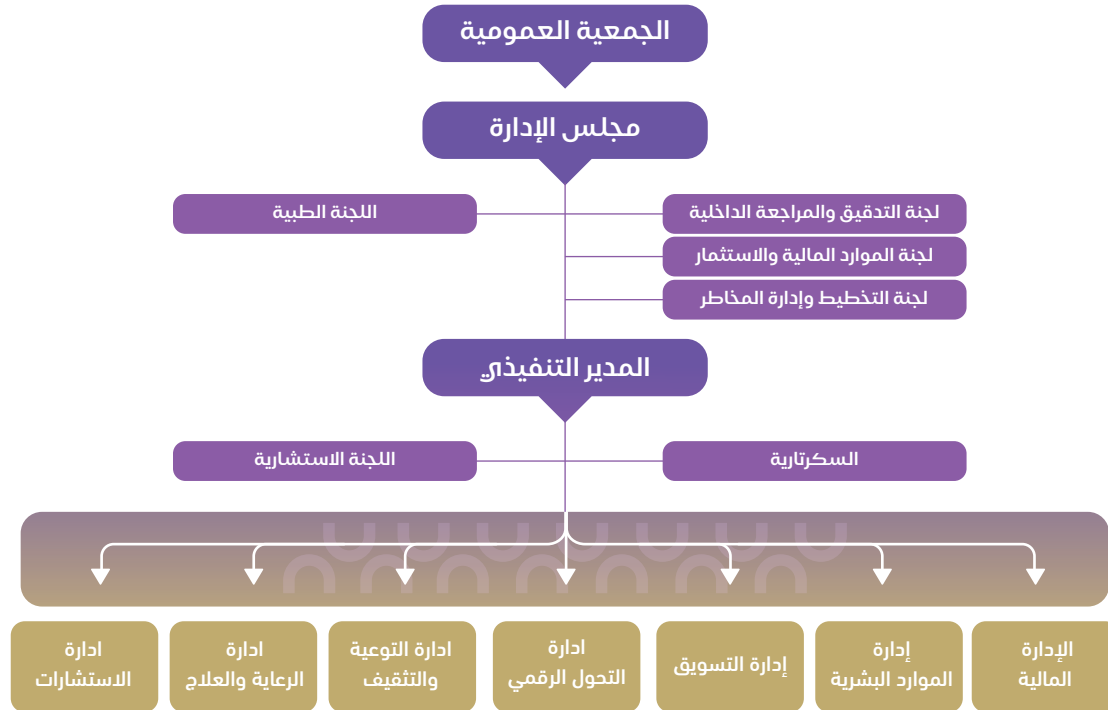 الجمعية العمومية
مجلس الإدارة
لجنة التدقيق والمراجعة الداخلية
اللجنة الطبية
لجنة الموارد المالية والاستثمار
لجنة التخطيط وإدارة المخاطر
المدير التنفيذي
السكرتارية
اللجنة الاستشارية
الإدارة
المالية
إدارة
الموارد البشرية
إدارة التسويق
ادارة
التحول الرقمي
ادارة التوعية
والتثقيف
ادارة
الرعاية والعلاج
ادارة
الاستشارات